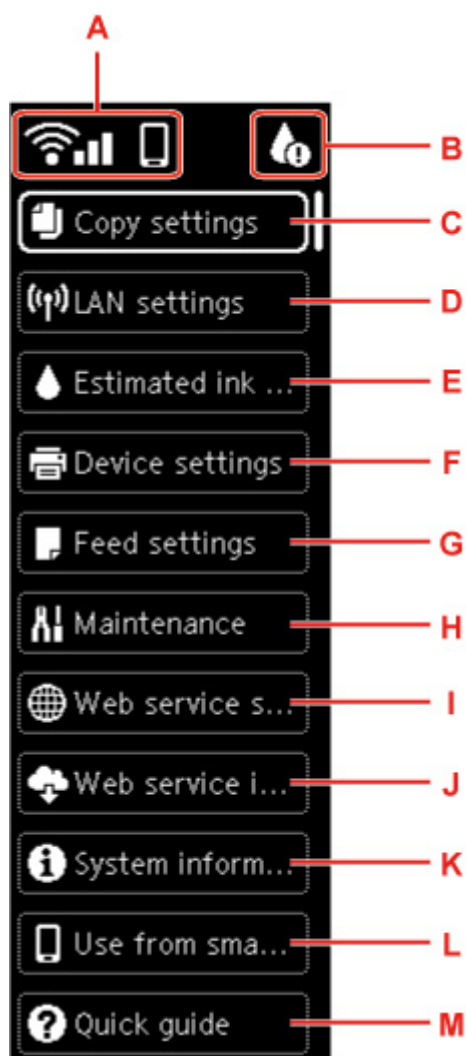 A
B
Copy settings C
LAN settings D
Estimated ink ... E
Device settings F
Feed settings G
Maintenance H
Web service s... I
Web service i... J
System inform... K
Use from sma... L
Quick guide M